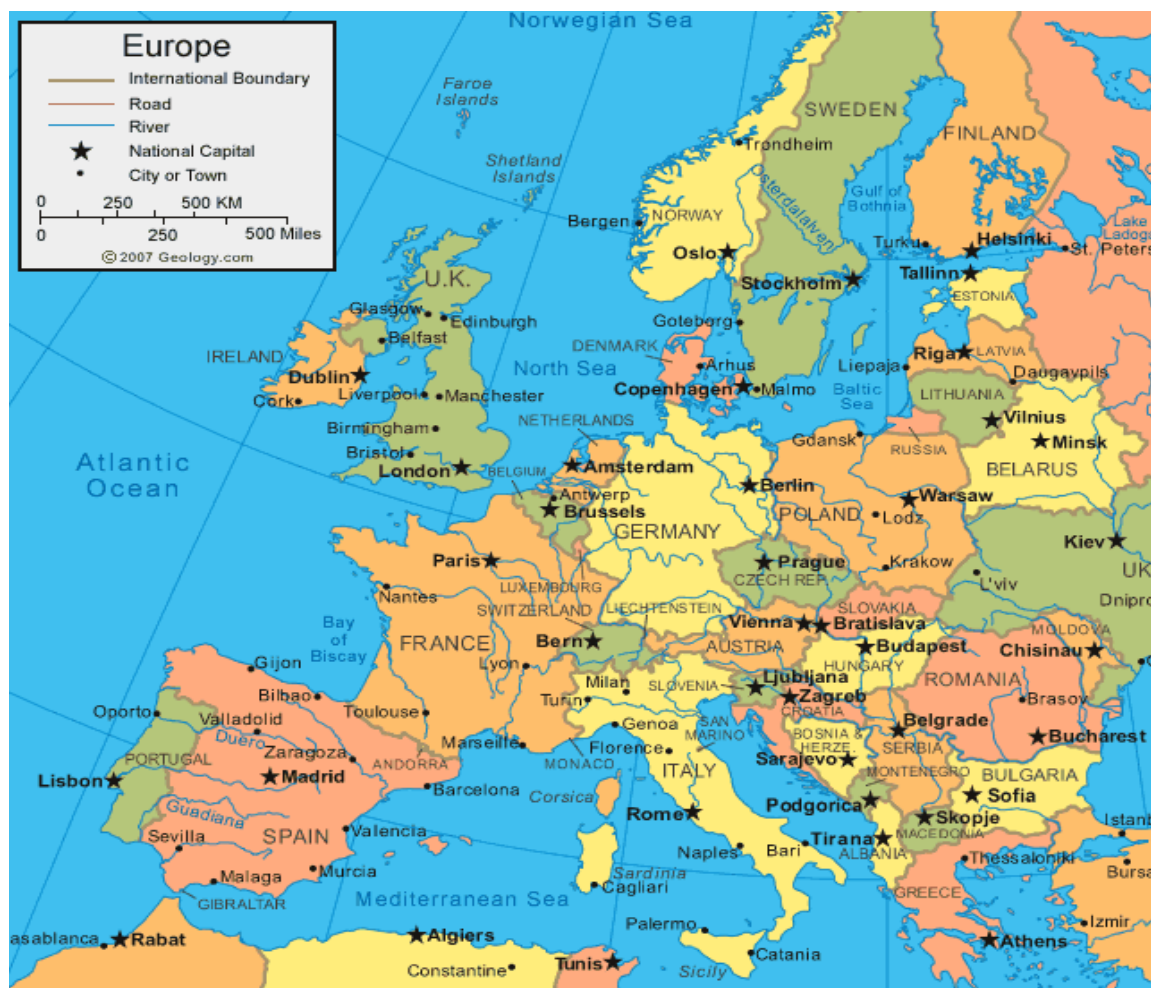 Europe
International Boundary
Road
River
National Capital
City or Town
0 250 500 KM
0 250 500 Miles
© 2007 Geology.com
Norwegian Sea
Faroe
Islands
Shetland
Islands
SWEDEN
FINLAND
Trondheim
Osterdalalven
Gulf of
Bothnia
Lake
Ladoga
Bergen
NORWAY
Oslo
Turku
Helsinki
St. Peters
Stockholm
Tallinn
ESTONIA
U.K.
Glasgow
Edinburgh
Belfast
IRELAND
Dublin
Cork
Liverpool
Manchester
Birmingham
Bristol
London
North Sea
Goteborg
DENMARK
Arhus
Copenhagen
Malmo
Riga
LATVIA
Liepaja
Daugavpils
Baltic
Sea
LITHUANIA
Vilnius
Minsk
BELARUS
RUSSIA
Gdansk
NETHERLANDS
Amsterdam
BELGIUM
Antwerp
Brussels
Berlin
GERMANY
Warsaw
POLAND
Lodz
Krakow
Kiev
UK
L'viv
Dnipro
Atlantic
Ocean
Paris
Nantes
LUXEMBOURG
Prague
CZECH REP.
SWITZERLAND
LIECHTENSTEIN
Bern
Vienna
Bratislava
SLOVAKIA
AUSTRIA
Budapest
HUNGARY
MOLDOVA
Chisinau
Bay
of
Biscay
FRANCE
Lyon
Milan
Turin
SLOVENIA
Ljubljana
Zagreb
CROATIA
ROMANIA
Brasov
Bucharest
Gijon
Bilbao
Oporto
Valladolid
Duero
Toulouse
Zaragoza
ANDORRA
Marseille
MONACO
Genoa
Florence
SAN
MARINO
ITALY
BOSNIA &
HERZE.
Sarajevo
Belgrade
SERBIA
MONTENEGRO
BULGARIA
Sofia
PORTUGAL
Lisbon
Madrid
Barcelona
Corsica
Guadiana
Sevilla
SPAIN
Valencia
Rome
Podgorica
Skopje
MACEDONIA
Tirana
ALBANIA
Istanb
Bursa
Malaga
Murcia
GIBRALTAR
Naples
Bari
Sardinia
Cagliari
Thessaloniki
GREECE
Mediterranean Sea
Izmir
asablanca
Rabat
Algiers
Constantine
Tunis
Palermo
Sicily
Catania
Athens